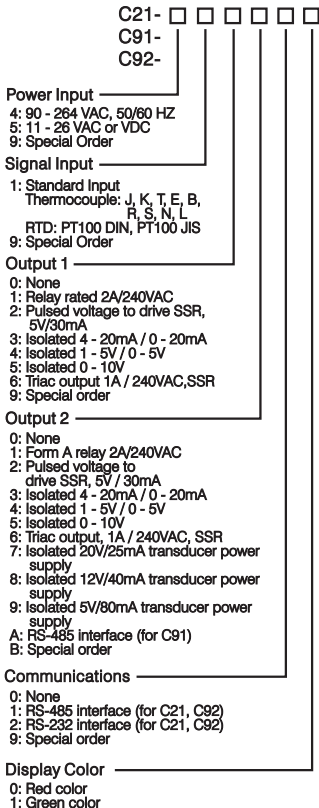 C21-
C91-
C92-
Power Input
4: 90 - 264 VAC, 50/60 HZ
5: 11 - 26 VAC or VDC
9: Special Order
Signal Input
1: Standard Input
Thermocouple: J, K, T, E, B,
R, S, N, L
RTD: PT100 DIN, PT100 JIS
9: Special Order
Output 1
0: None
1: Relay rated 2A/240VAC
2: Pulsed voltage to drive SSR,
5V/30mA
3: Isolated 4 - 20mA / 0 - 20mA
4: Isolated 1 - 5V / 0 - 5V
5: Isolated 0 - 10V
6: Triac output 1A / 240VAC,SSR
9: Special order
Output 2
0: None
1: Form A relay 2A/240VAC
2: Pulsed voltage to
drive SSR, 5V / 30mA
3: Isolated 4 - 20mA / 0 - 20mA
4: Isolated 1 - 5V / 0 - 5V
5: Isolated 0 - 10V
6: Triac output, 1A / 240VAC, SSR
7: Isolated 20V/25mA transducer power
supply
8: Isolated 12V/40mA transducer power
supply
9: Isolated 5V/80mA transducer power
supply
A: RS-485 interface (for C91)
B: Special order
Communications
0: None
1: RS-485 interface (for C21, C92)
2: RS-232 interface (for C21, C92)
9: Special order
Display Color
0: Red color
1: Green color